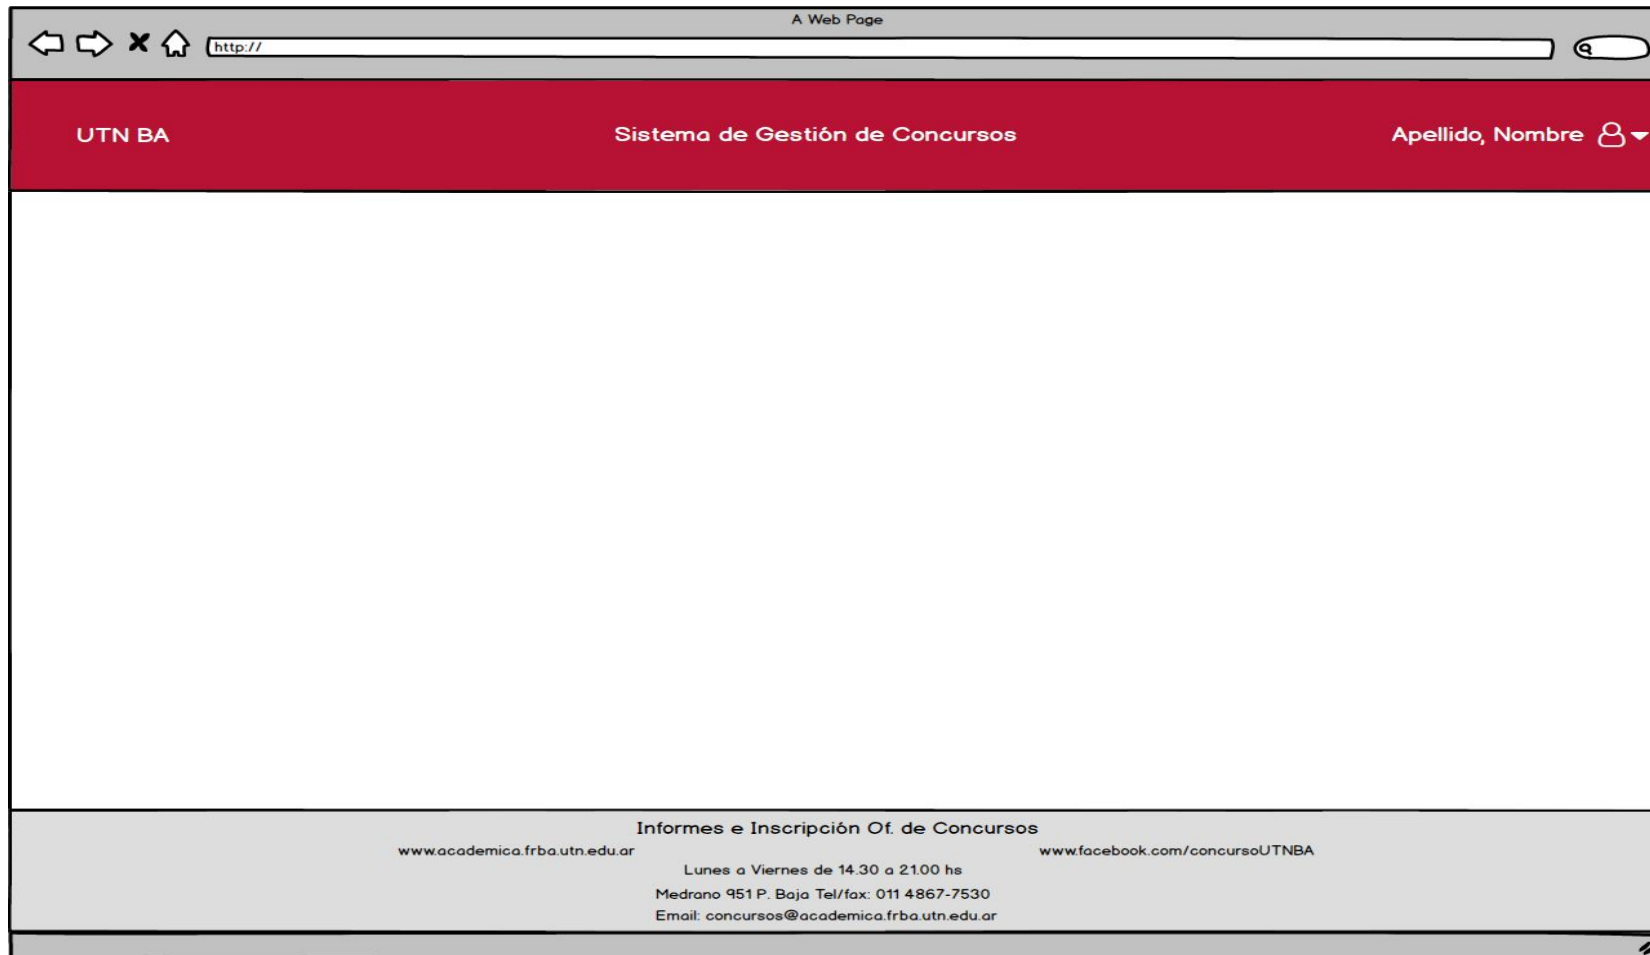 A Web Page
http://
UTN BA Sistema de Gestión de Concursos Apellido, Nombre
Informes e Inscripción Of. de Concursos
www.academica.frba.utn.edu.ar www.facebook.com/concursoUTNBA
Lunes a Viernes de 14.30 a 21.00 hs
Medrano 951 P. Baja Tel/fax: 011 4867-7530
Email: concursos@academica.frba.utn.edu.ar